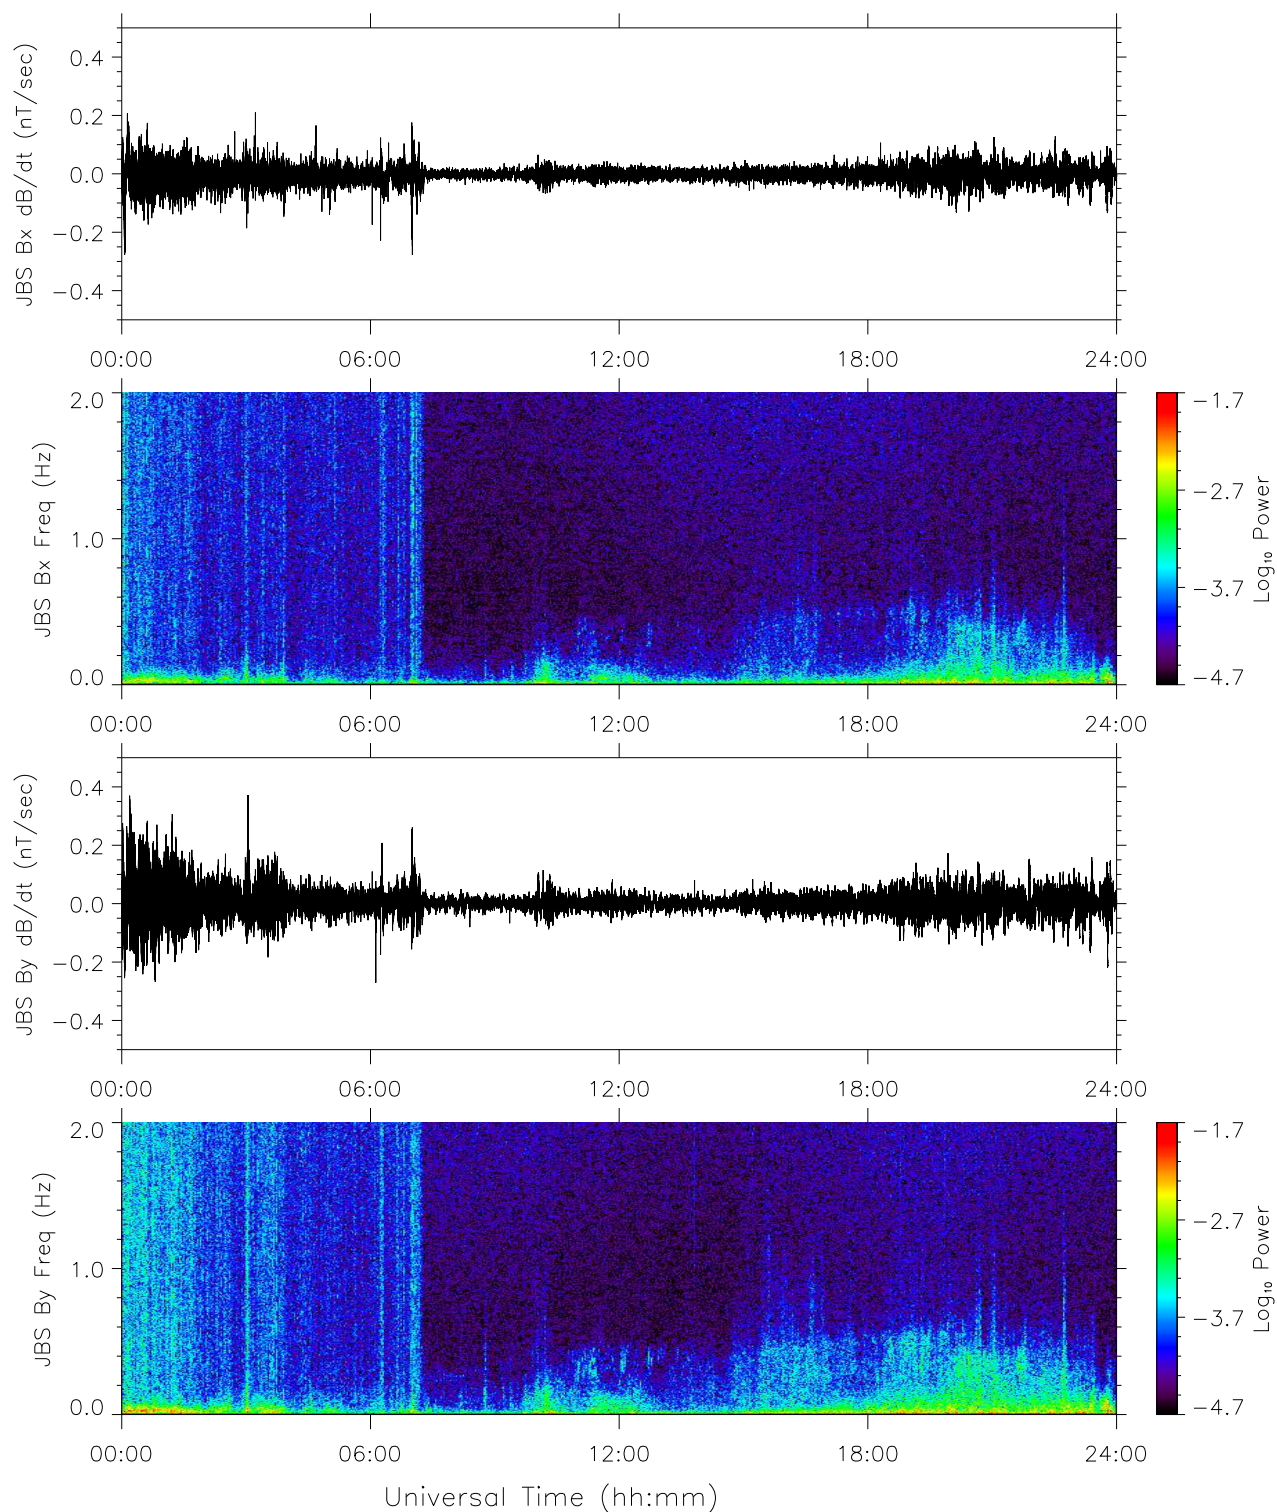 JBS Bx dB/dt (nT/sec)
0.4
0.2
0.0
−0.2
−0.4
00:00 06:00 12:00 18:00 24:00
JBS Bx Freq (Hz)
2.0
1.0
0.0
−1.7
−2.7
−3.7
−4.7
Log10 Power
00:00 06:00 12:00 18:00 24:00
JBS By dB/dt (nT/sec)
0.4
0.2
0.0
−0.2
−0.4
00:00 06:00 12:00 18:00 24:00
JBS By Freq (Hz)
2.0
1.0
0.0
−1.7
−2.7
−3.7
−4.7
Log10 Power
00:00 06:00 12:00 18:00 24:00
Universal Time (hh:mm)